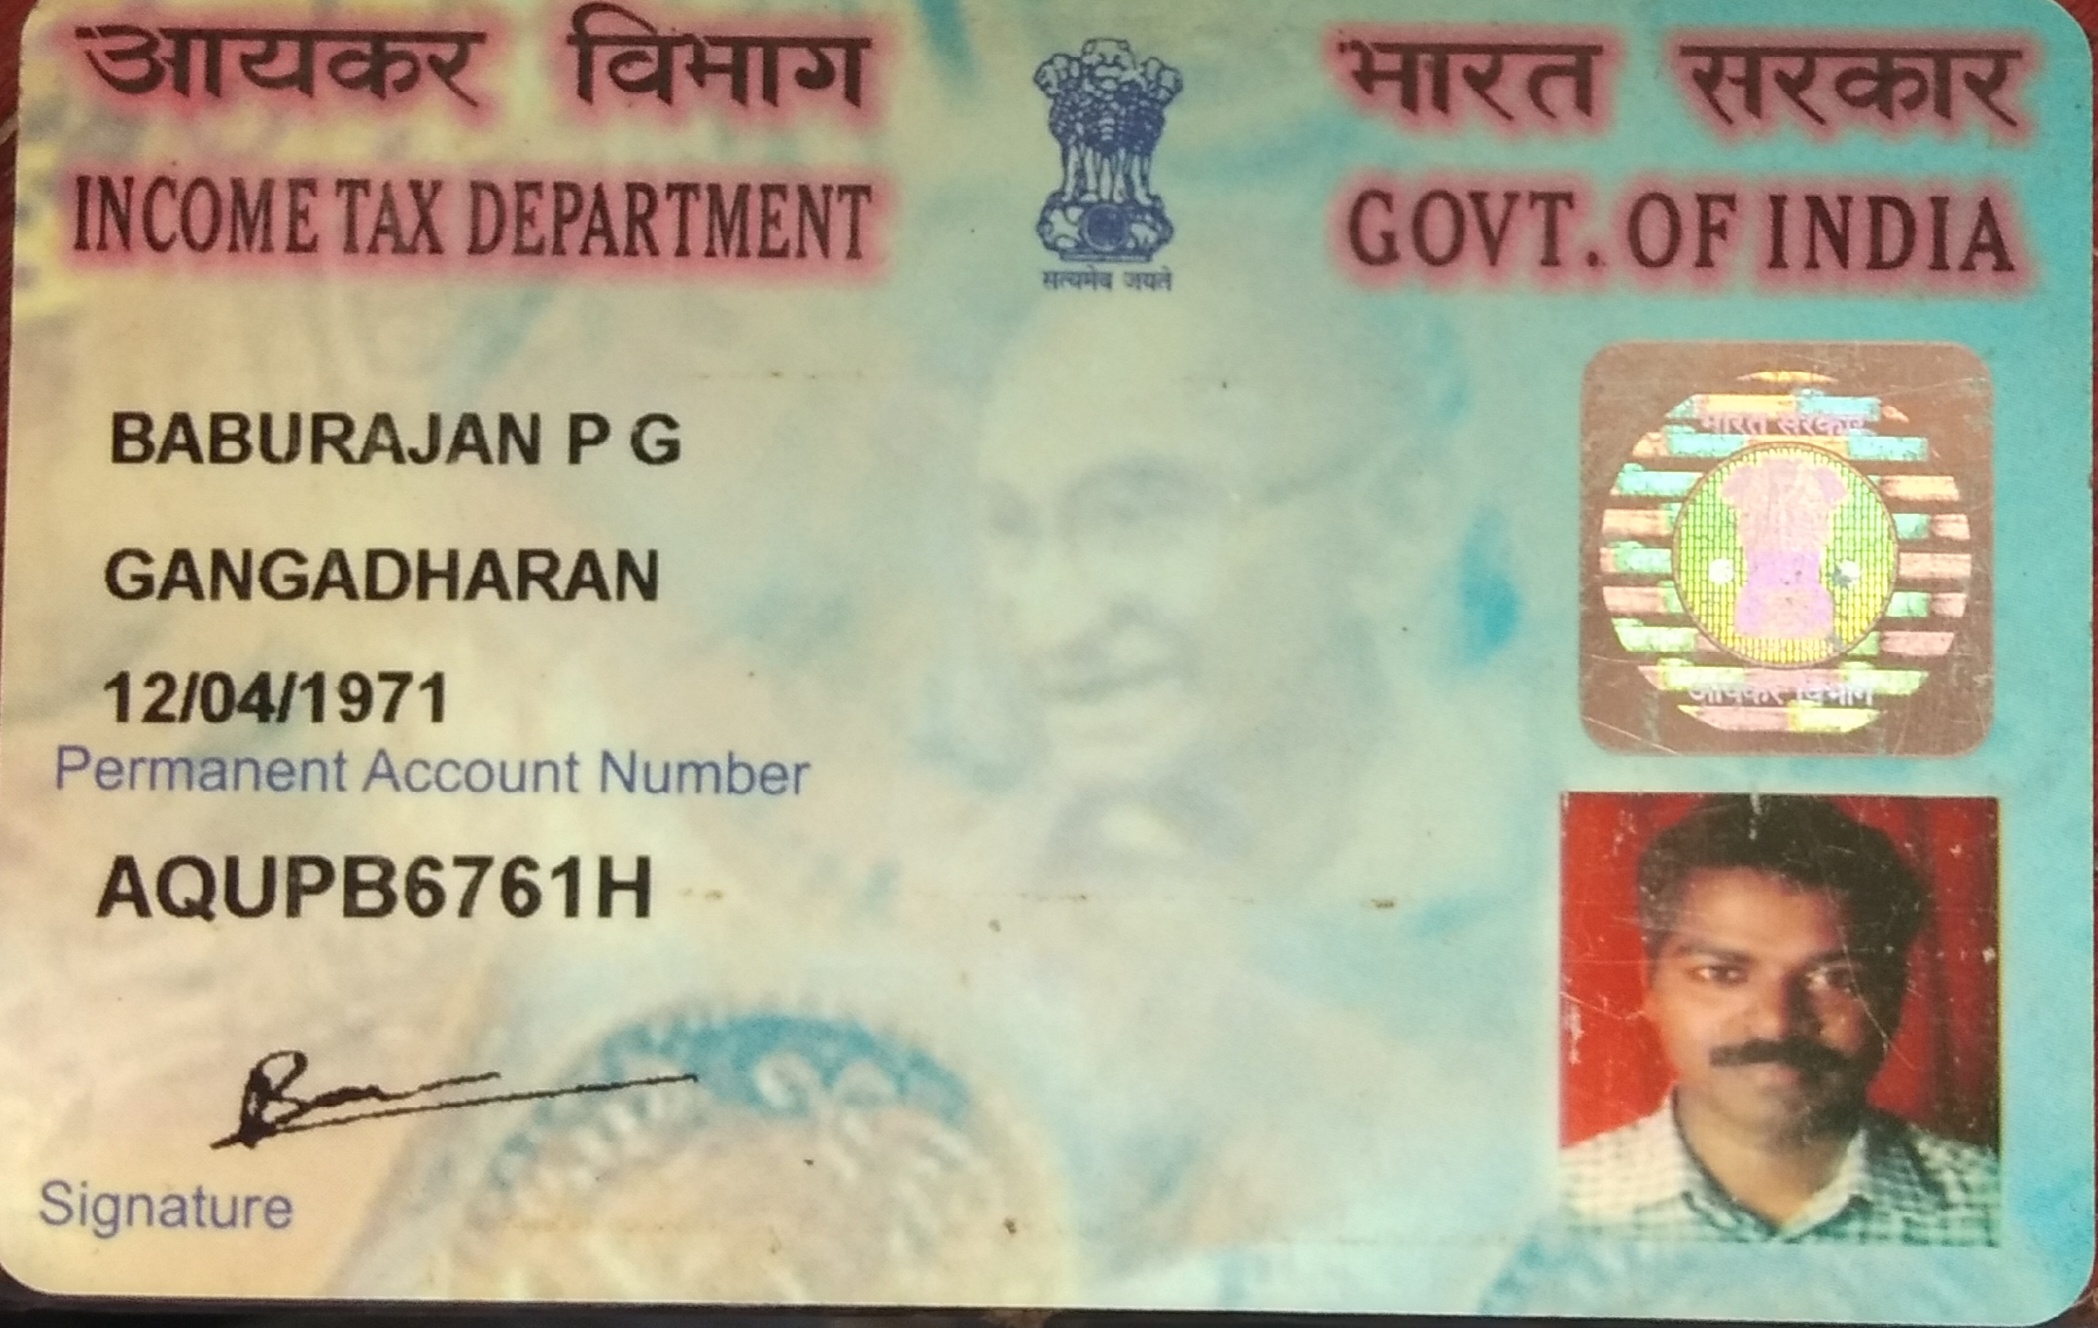 आयकर विभाग
भारत सरकार
INCOME TAX DEPARTMENT
GOVT. OF INDIA
सत्यमेव जयते
BABURAJAN P G
GANGADHARAN
12/04/1971
Permanent Account Number
AQUPB6761H
Signature
भारत सरकार
आयकर विभाग